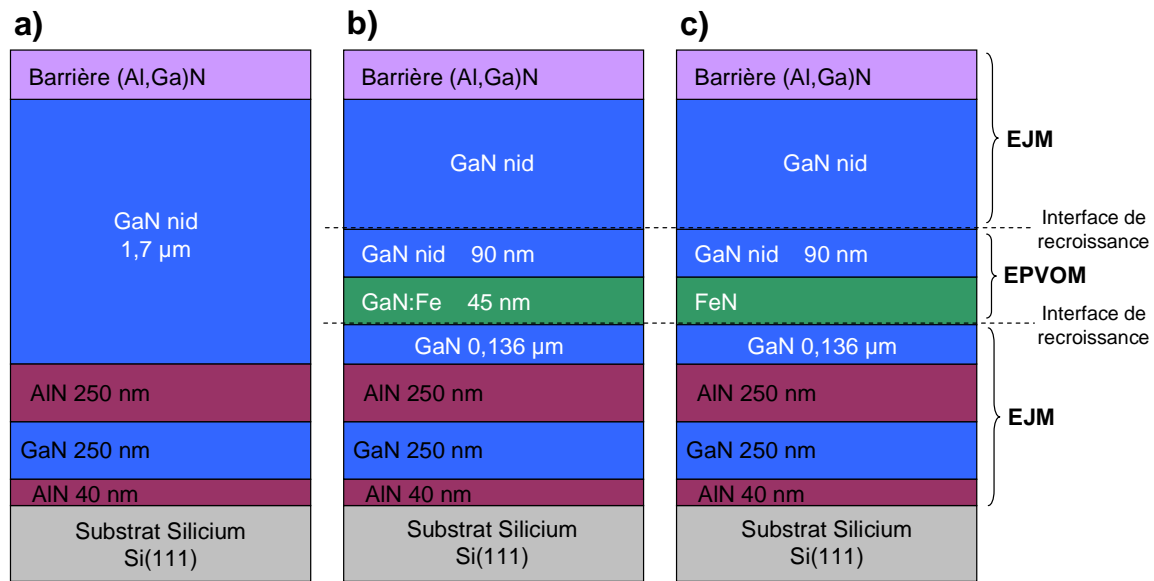 a)
Barrière (Al,Ga)N
GaN nid
1,7 µm
AlN 250 nm
GaN 250 nm
AlN 40 nm
Substrat Silicium
Si(111)
b)
Barrière (Al,Ga)N
GaN nid
GaN nid 90 nm
GaN:Fe 45 nm
GaN 0,136 µm
AlN 250 nm
GaN 250 nm
AlN 40 nm
Substrat Silicium
Si(111)
c)
Barrière (Al,Ga)N
GaN nid
GaN nid 90 nm
FeN
GaN 0,136 µm
AlN 250 nm
GaN 250 nm
AlN 40 nm
Substrat Silicium
Si(111)
EJM
Interface de
recroissance
EPVOM
Interface de
recroissance
EJM